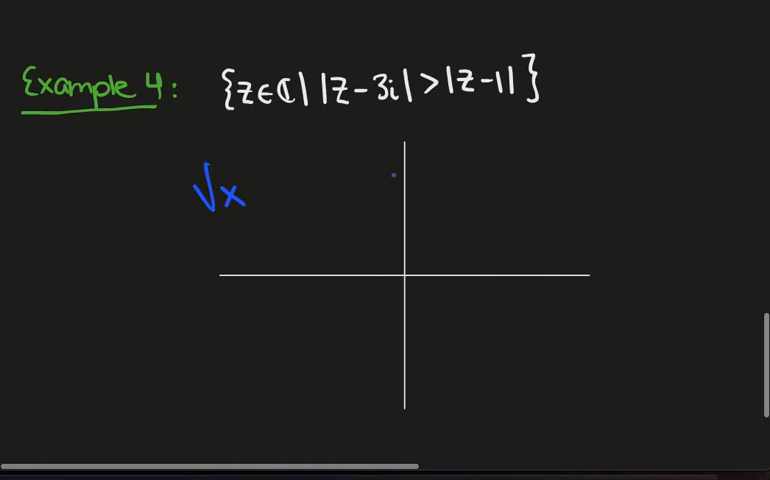 Example 4: {z∈ℂ| |z-3i| > |z-1|}
√x